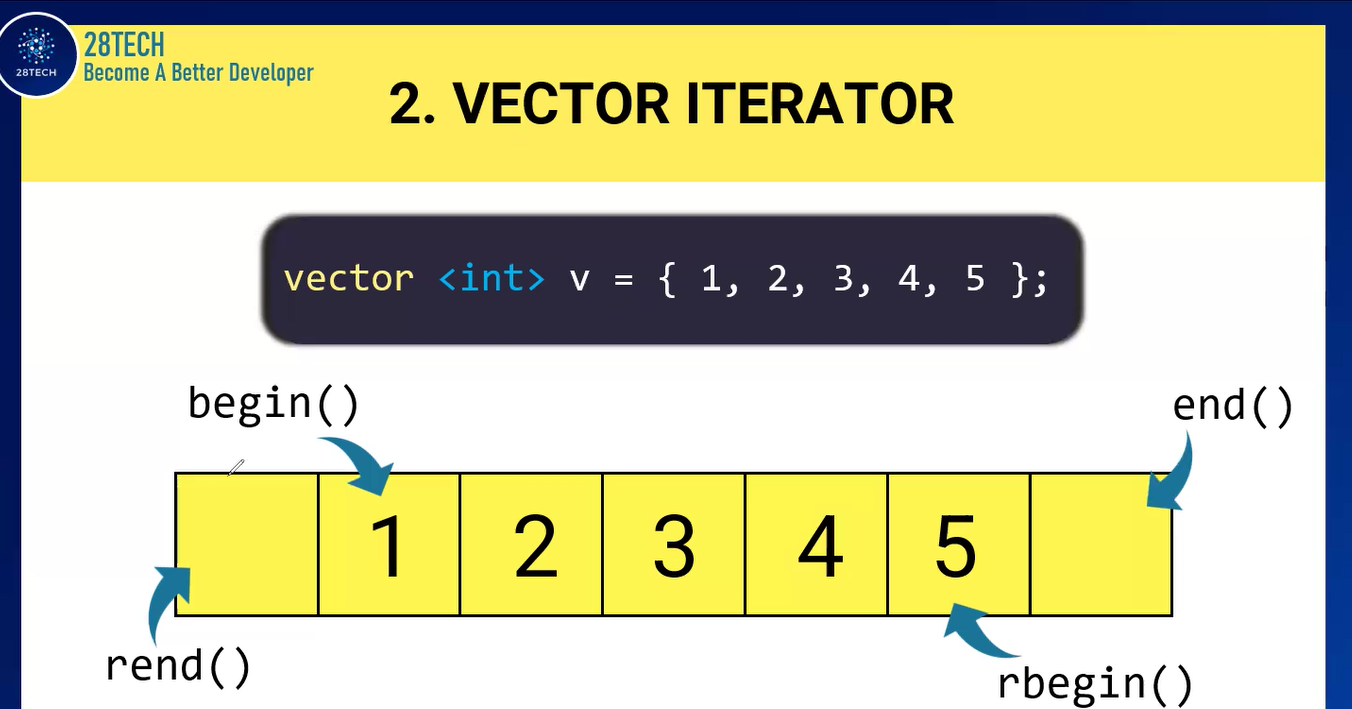 28TECH
Become A Better Developer
28TECH
2. VECTOR ITERATOR
vector <int> v = { 1, 2, 3, 4, 5 };
begin()
end()
1 2 3 4 5
rend()
rbegin()